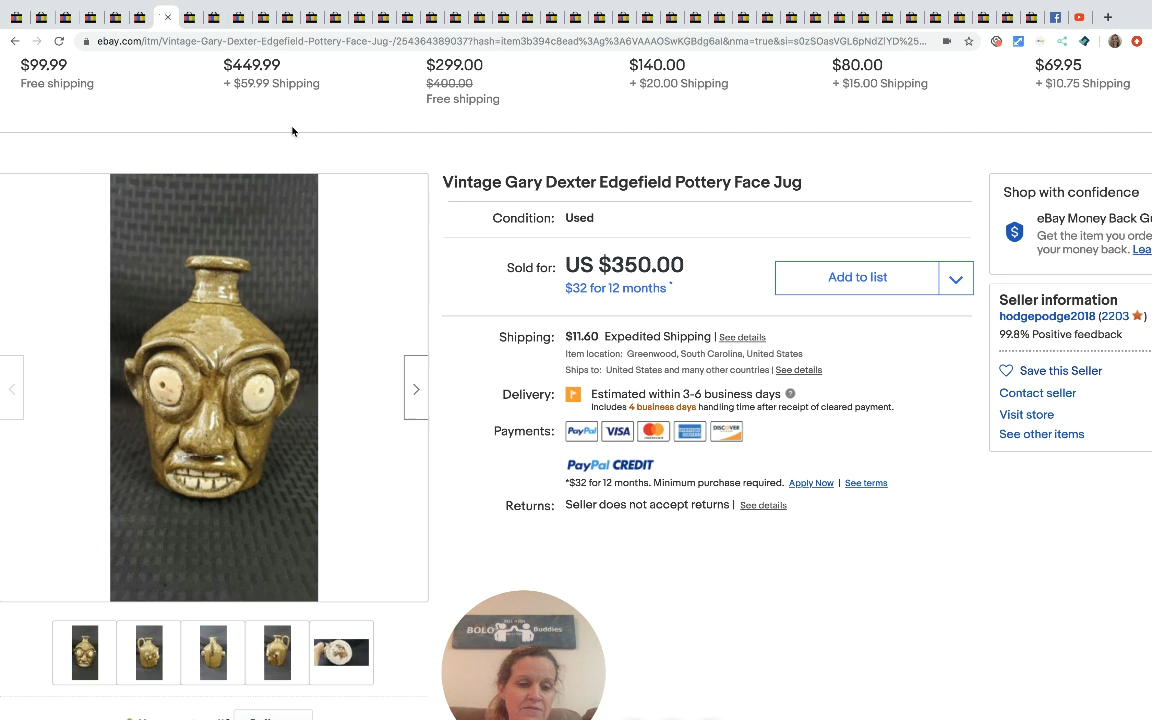 ebay.com/itm/Vintage-Gary-Dexter-Edgefield-Pottery-Face-Jug-/254364389037?hash=item3b394c8ead%3Ag%3A6VAAAOSwKGBdg6aI&nma=true&si=s0zSOasVGL6pNdZlYD%25...
$99.99 $449.99 $299.00 $140.00 $80.00 $69.95
Free shipping + $59.99 Shipping $400.00 + $20.00 Shipping + $15.00 Shipping + $10.75 Shipping
Free shipping
Vintage Gary Dexter Edgefield Pottery Face Jug
Condition: Used
Sold for: US $350.00
$32 for 12 months *
Add to list
Shipping: $11.60 Expedited Shipping | See details
Item location: Greenwood, South Carolina, United States
Ships to: United States and many other countries | See details
Delivery: Estimated within 3-6 business days ?
Includes 4 business days handling time after receipt of cleared payment.
Payments: PayPal VISA MasterCard AMERICAN EXPRESS DISCOVER
PayPal CREDIT
*$32 for 12 months. Minimum purchase required. Apply Now | See terms
Returns: Seller does not accept returns | See details
Shop with confidence
eBay Money Back Gu
Get the item you orde
your money back. Lea
Seller information
hodgepodge2018 (2203 )
99.8% Positive feedback
Save this Seller
Contact seller
Visit store
See other items
BOLO Buddies